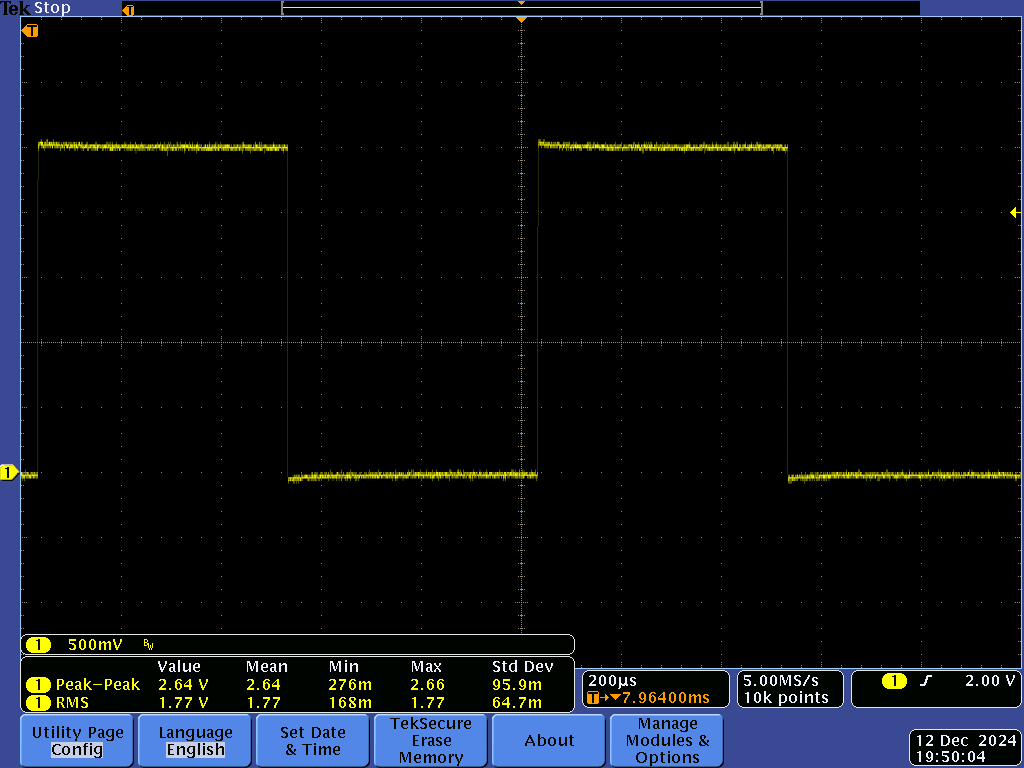 Tek Stop
T
T
1
1 500mV BW
Value Mean Min Max Std Dev
1 Peak−Peak 2.64 V 2.64 276m 2.66 95.9m
1 RMS 1.77 V 1.77 168m 1.77 64.7m
200µs
T→▼7.96400ms
5.00MS/s
10k points
1 2.00 V
Utility Page
Config
Language
English
Set Date
& Time
TekSecure
Erase
Memory
About
Manage
Modules &
Options
12 Dec 2024
19:50:04